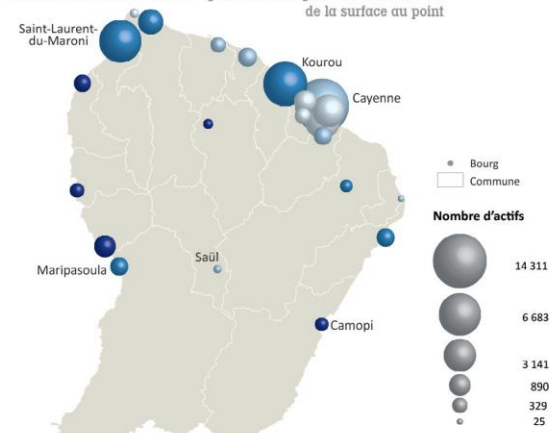 de la surface au point
Saint-Laurent-
du-Maroni
Kourou
Cayenne
Bourg
Commune
Nombre d'actifs
14 311
6 683
3 141
890
329
25
Saül
Maripasoula
Camopi